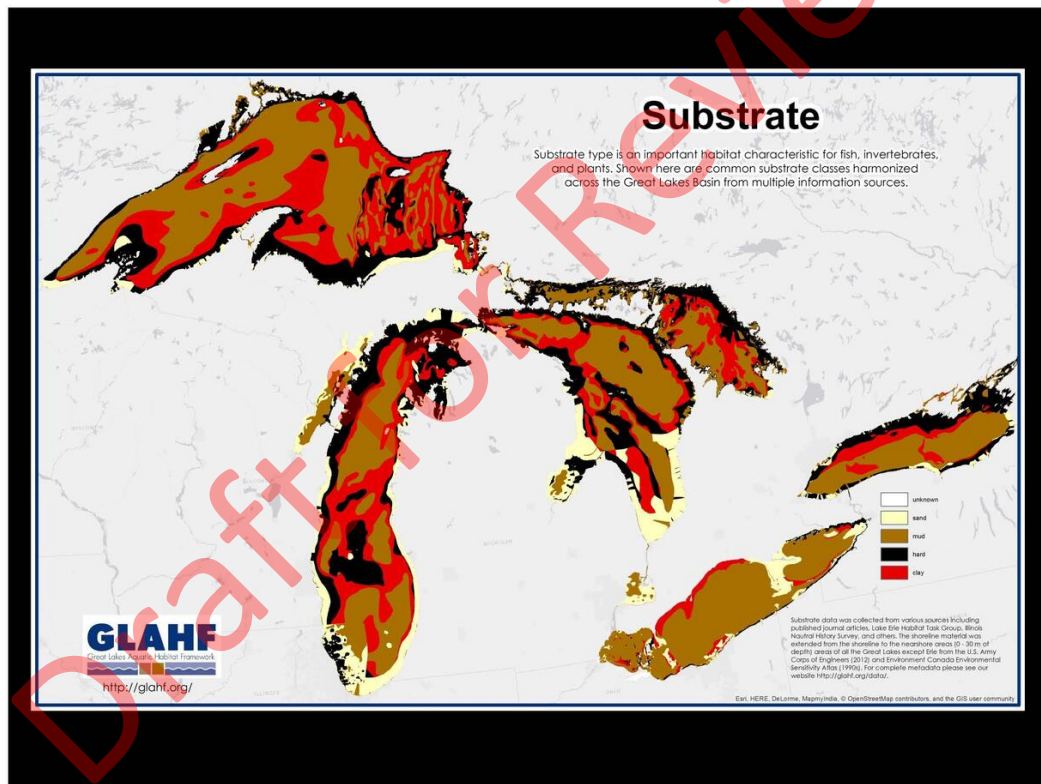 Draft for Review
Substrate
Substrate type is an important habitat characteristic for fish, invertebrates,
and plants. Shown here are common substrate classes harmonized
across the Great Lakes Basin from multiple information sources.
unknown
sand
mud
hard
clay
GLAHF
Great Lakes Aquatic Habitat Framework
http://glahf.org/
Substrate data was collected from various sources including
published journal articles, Lake Erie Habitat Task Group, Illinois
Nautral History Survey, and others. The shoreline material was
extended from the shoreline to the nearshore areas (0 - 30 m of
depth) areas of all the Great Lakes except Erie from the U.S. Army
Corps of Engineers (2012) and Environment Canada Environmental
Sensitivity Atlas (1990s). For complete metadata please see our
website http://glahf.org/data/.
Esri, HERE, DeLorme, MapmyIndia, © OpenStreetMap contributors, and the GIS user community